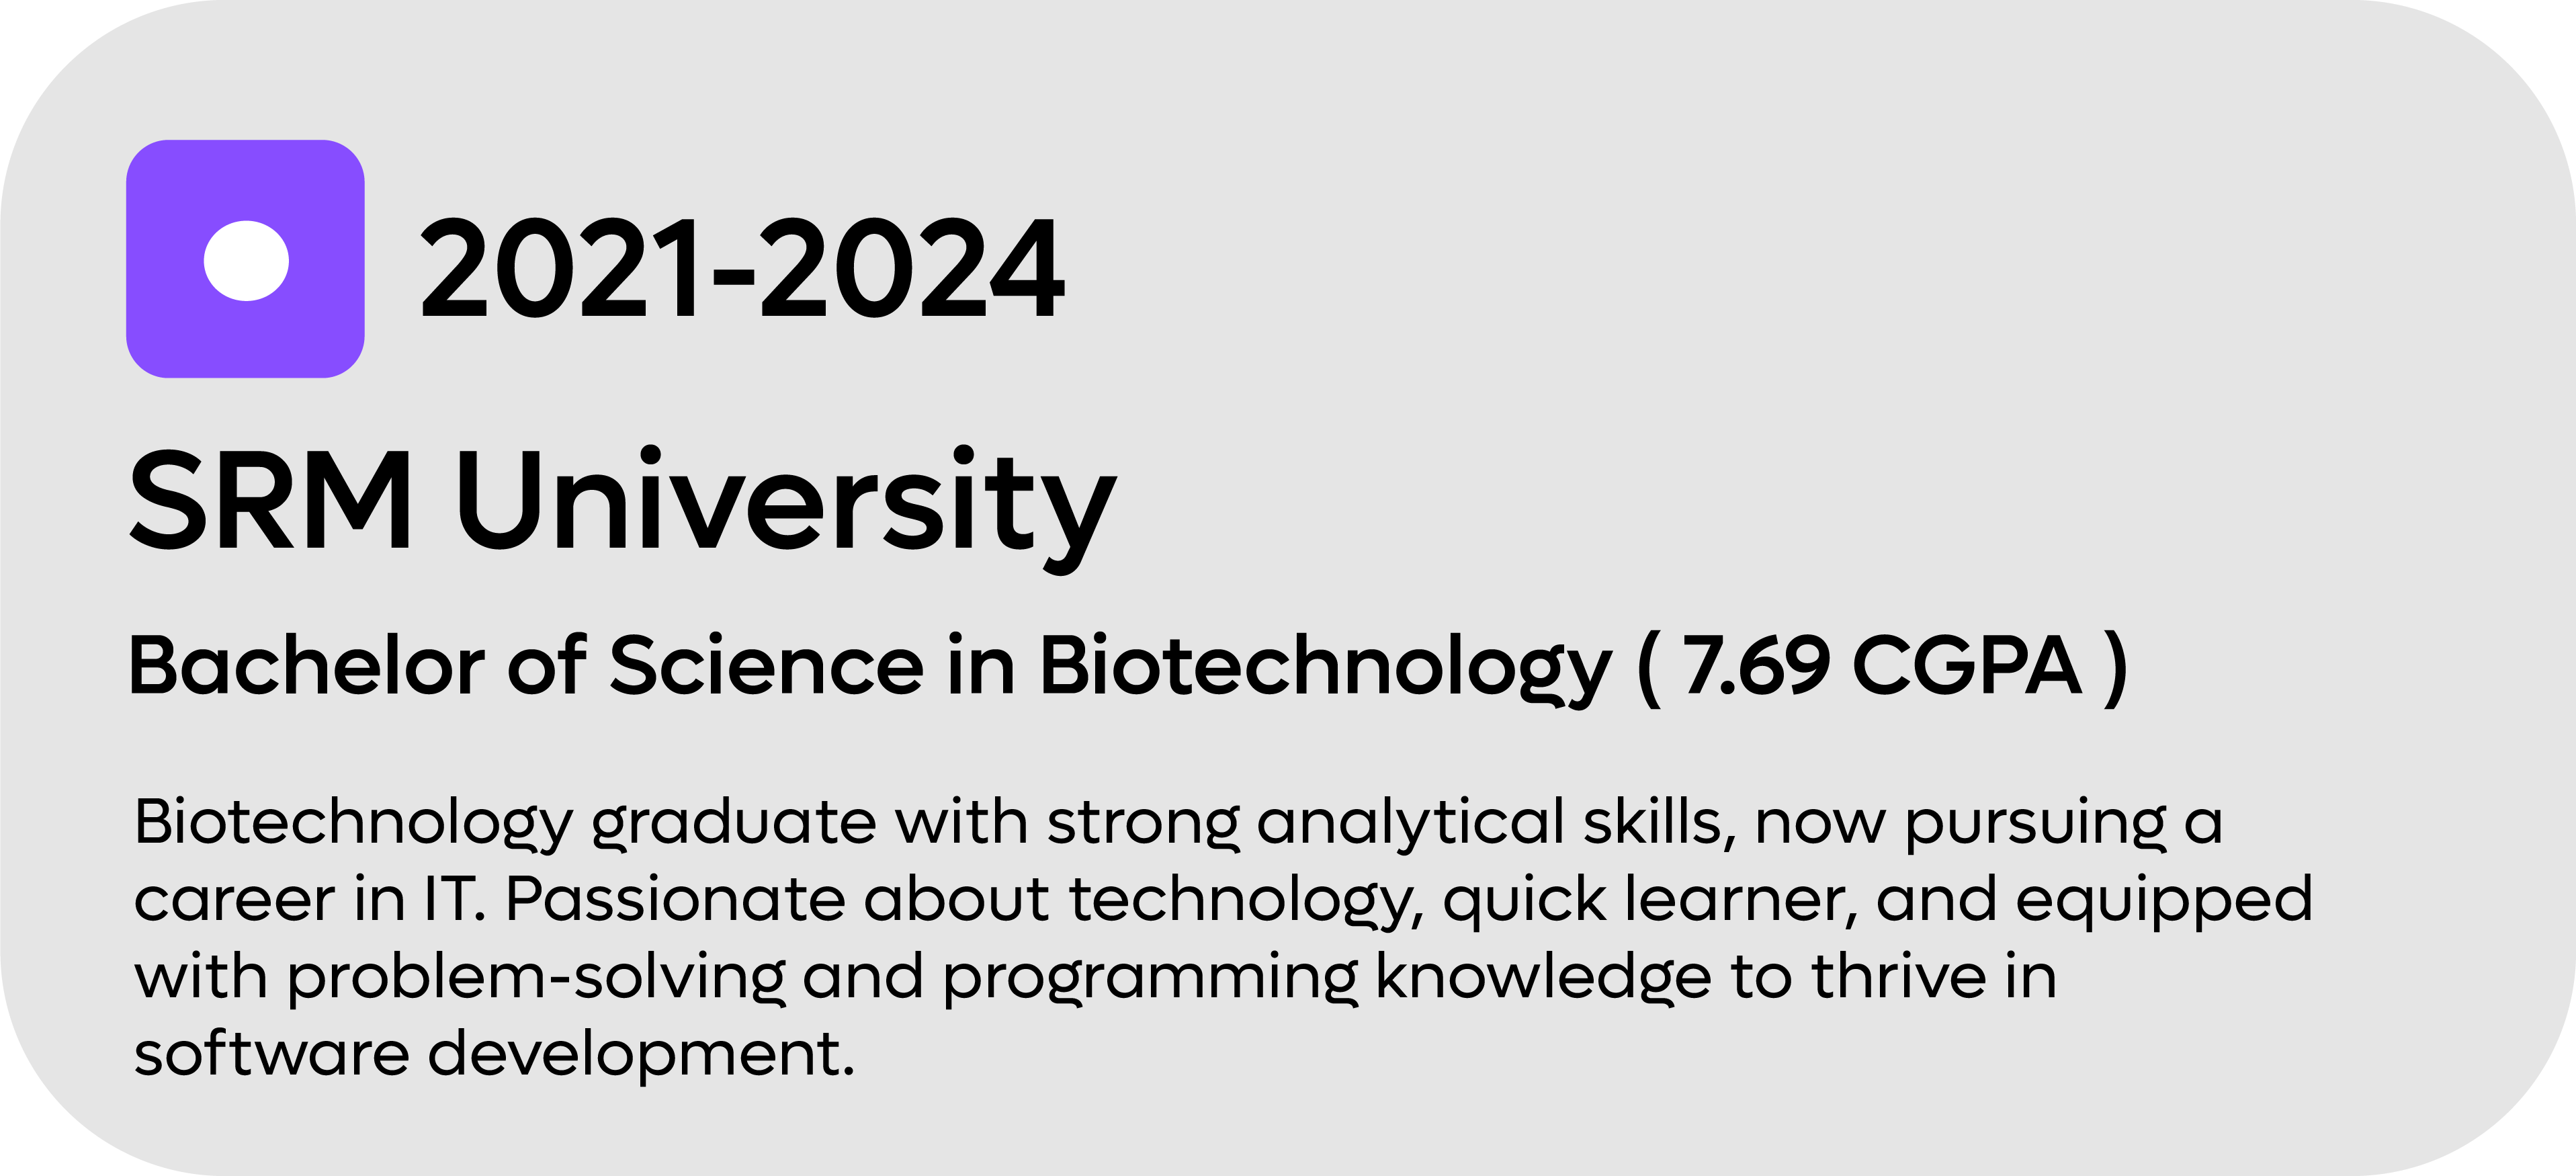 2021-2024
SRM University
Bachelor of Science in Biotechnology ( 7.69 CGPA )
Biotechnology graduate with strong analytical skills, now pursuing a
career in IT. Passionate about technology, quick learner, and equipped
with problem-solving and programming knowledge to thrive in
software development.